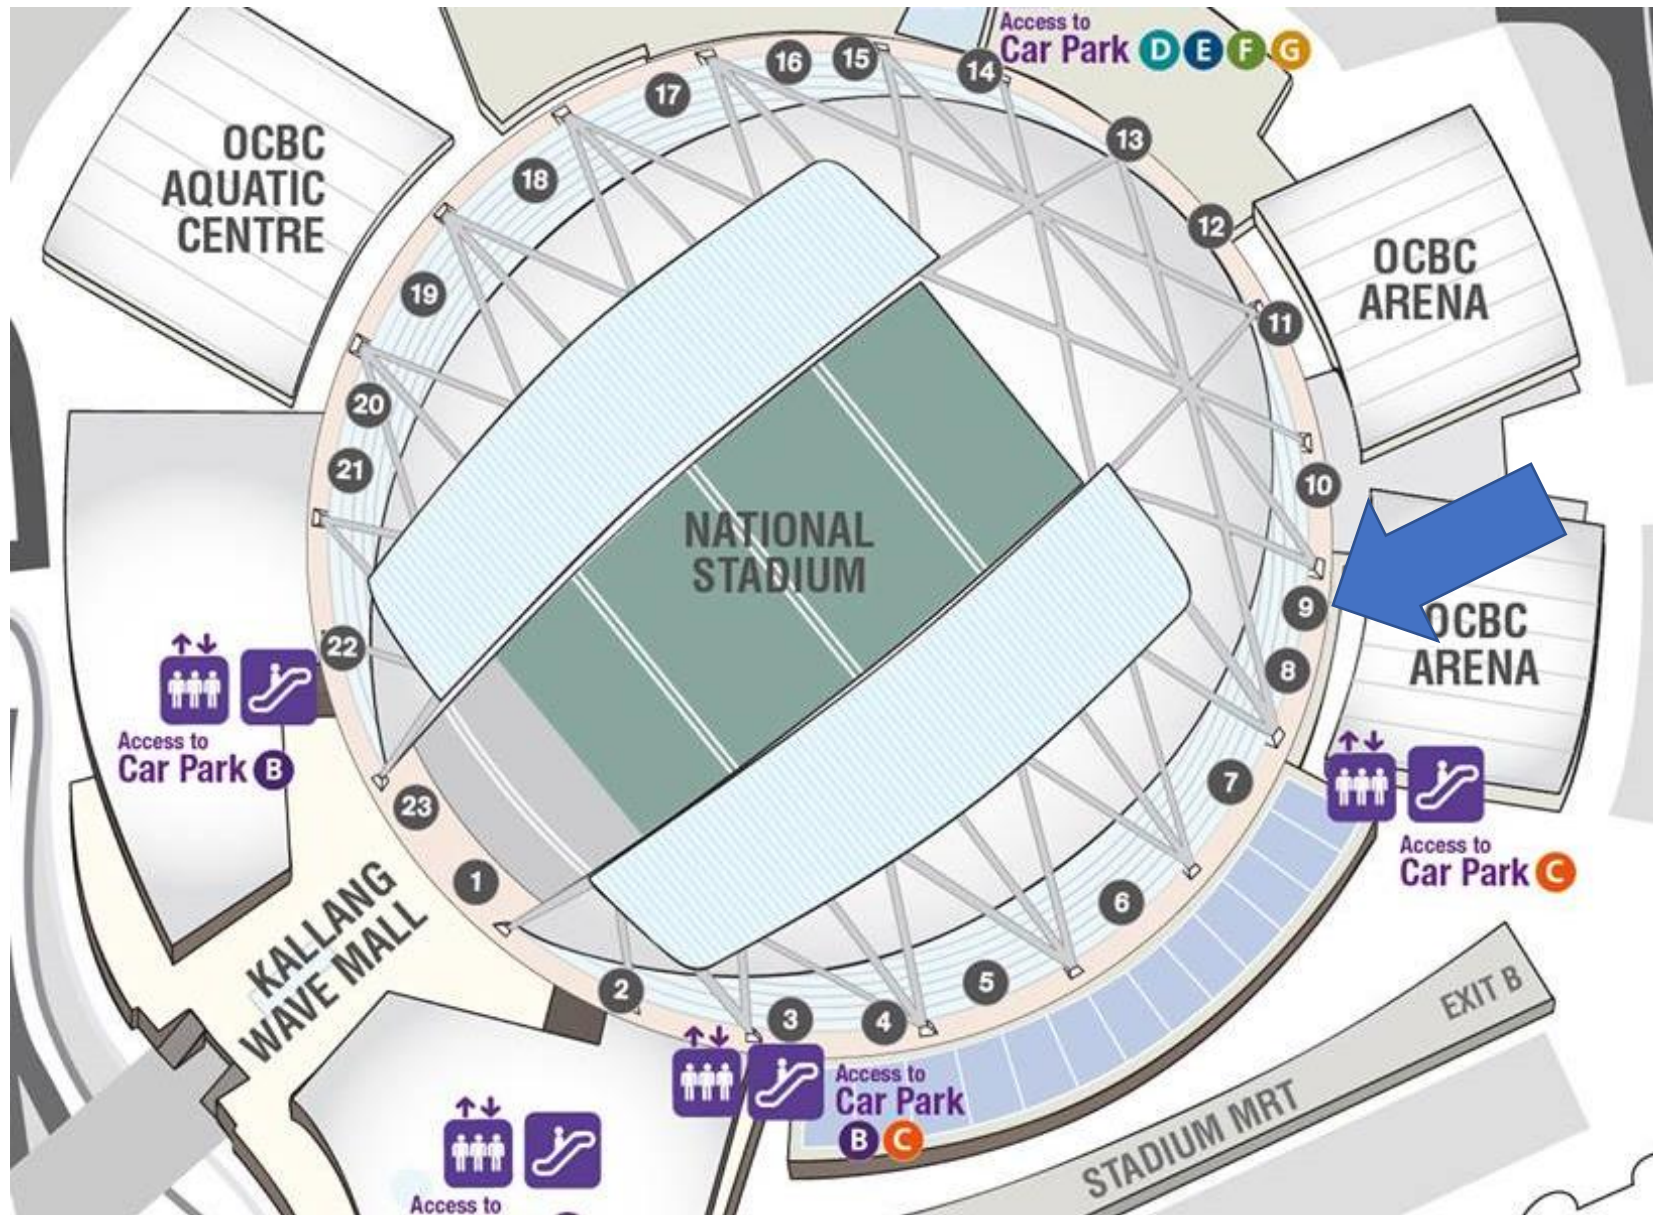 Access to
Car Park D E F G
16
15
14
17
13
OCBC
AQUATIC
CENTRE
18
12
OCBC
ARENA
19
11
20
21
10
NATIONAL
STADIUM
9
OCBC
ARENA
22
8
Access to
Car Park B
7
23
Access to
Car Park C
1
6
KALLANG
WAVE MALL
2
5
3
4
EXIT B
STADIUM MRT
Access to
Car Park
B C
Access to